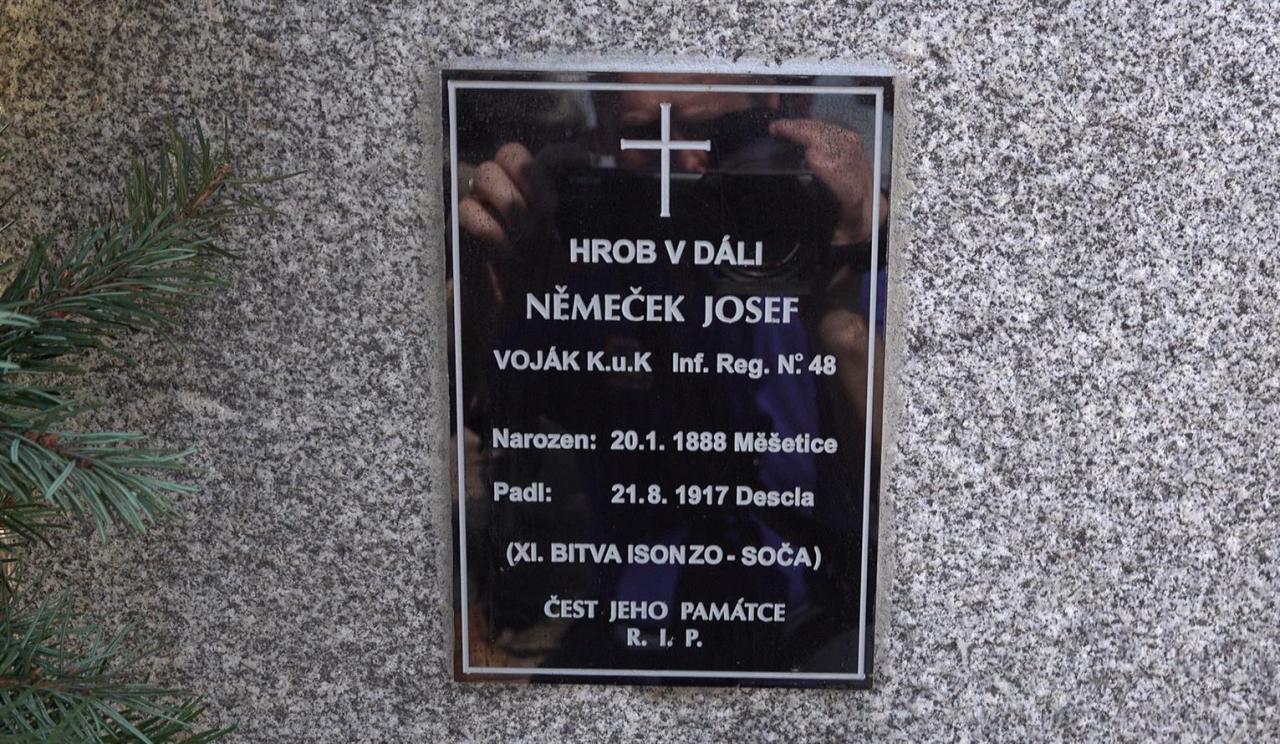 HROB V DÁLI
NĚMEČEK JOSEF
VOJÁK K.u.K Inf. Reg. N° 48
Narozen: 20.1. 1888 Měšetice
Padl: 21.8. 1917 Descla
(XI. BITVA ISONZO - SOČA)
ČEST JEHO PAMÁTCE
R. I. P.